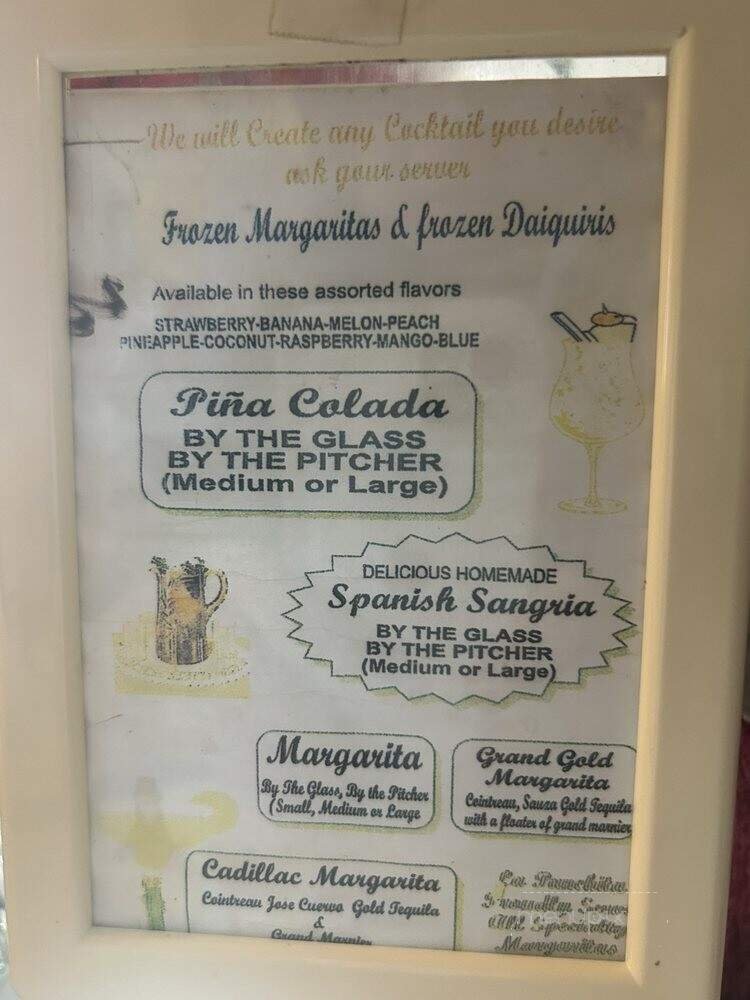 We will Create any Cocktail you desire
ask your server
Frozen Margaritas & frozen Daiquiris
Available in these assorted flavors
STRAWBERRY-BANANA-MELON-PEACH
PINEAPPLE-COCONUT-RASPBERRY-MANGO-BLUE
Piña Colada
BY THE GLASS
BY THE PITCHER
(Medium or Large)
DELICIOUS HOMEMADE
Spanish Sangria
BY THE GLASS
BY THE PITCHER
(Medium or Large)
Margarita
By The Glass, By the Pitcher
(Small, Medium or Large
Grand Gold
Margarita
Cointreau, Sauza Gold Tequila
with a floater of grand marnier
Cadillac Margarita
Cointreau Jose Cuervo Gold Tequila
&
Grand Marnier
Margaritas